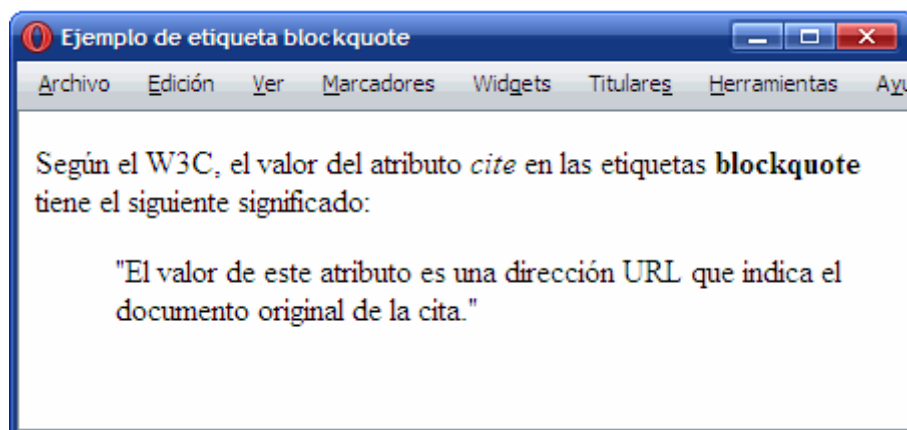 Ejemplo de etiqueta blockquote
Archivo Edición Ver Marcadores Widgets Titulares Herramientas Ayu
Según el W3C, el valor del atributo cite en las etiquetas blockquote
tiene el siguiente significado:
"El valor de este atributo es una dirección URL que indica el
documento original de la cita."